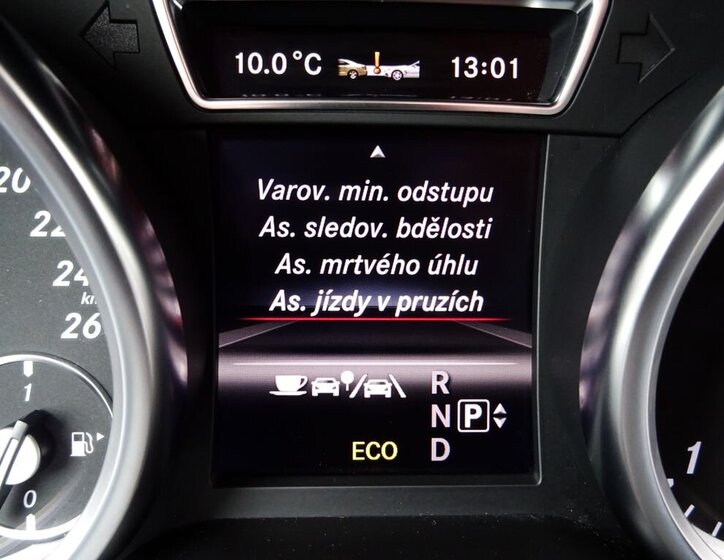 10.0°C 13:01
Varov. min. odstupu
As. sledov. bdělosti
As. mrtvého úhlu
As. jízdy v pruzích
R
N P
ECO D
20
22
24
km
26
1
0
1